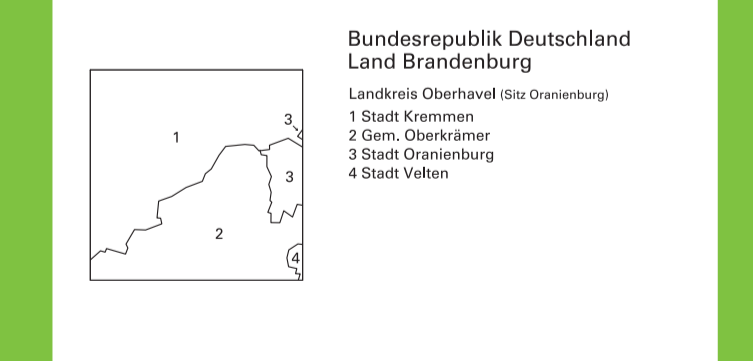 Bundesrepublik Deutschland
Land Brandenburg
Landkreis Oberhavel (Sitz Oranienburg)
1 Stadt Kremmen
2 Gem. Oberkrämer
3 Stadt Oranienburg
4 Stadt Velten
3
1
3
2
4